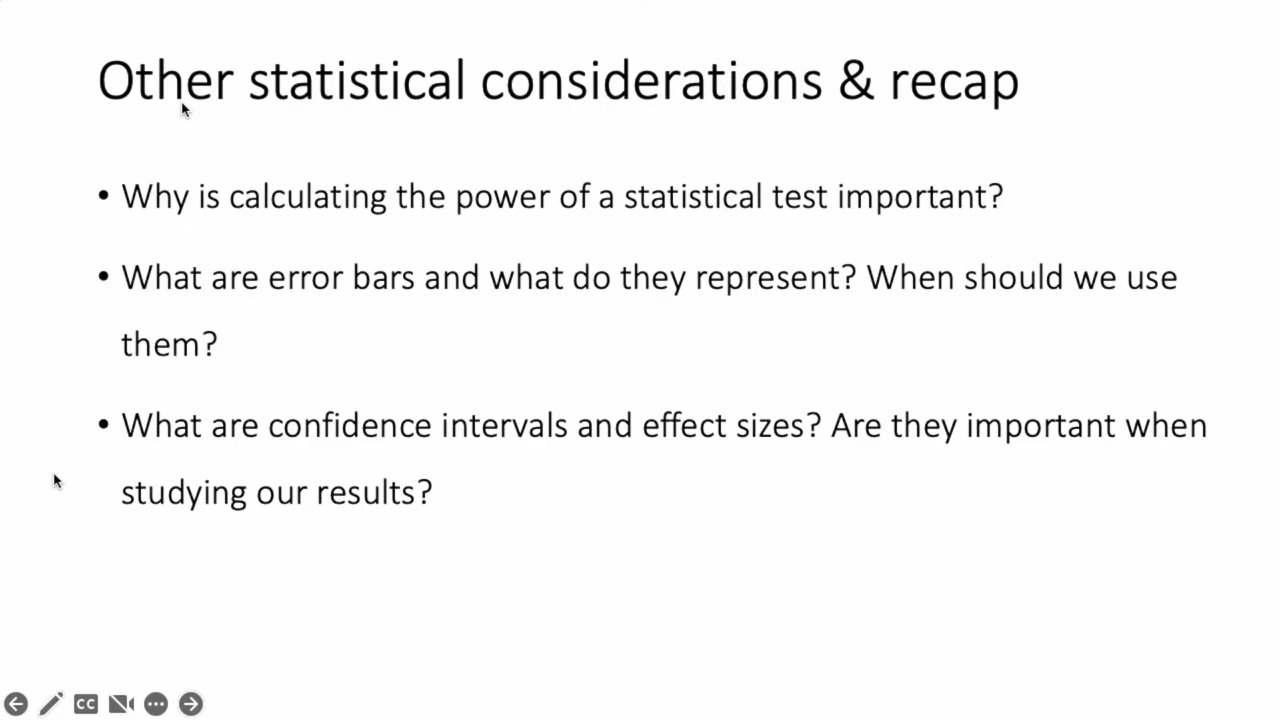 Other statistical considerations & recap
• Why is calculating the power of a statistical test important?
• What are error bars and what do they represent? When should we use
them?
• What are confidence intervals and effect sizes? Are they important when
studying our results?
CC